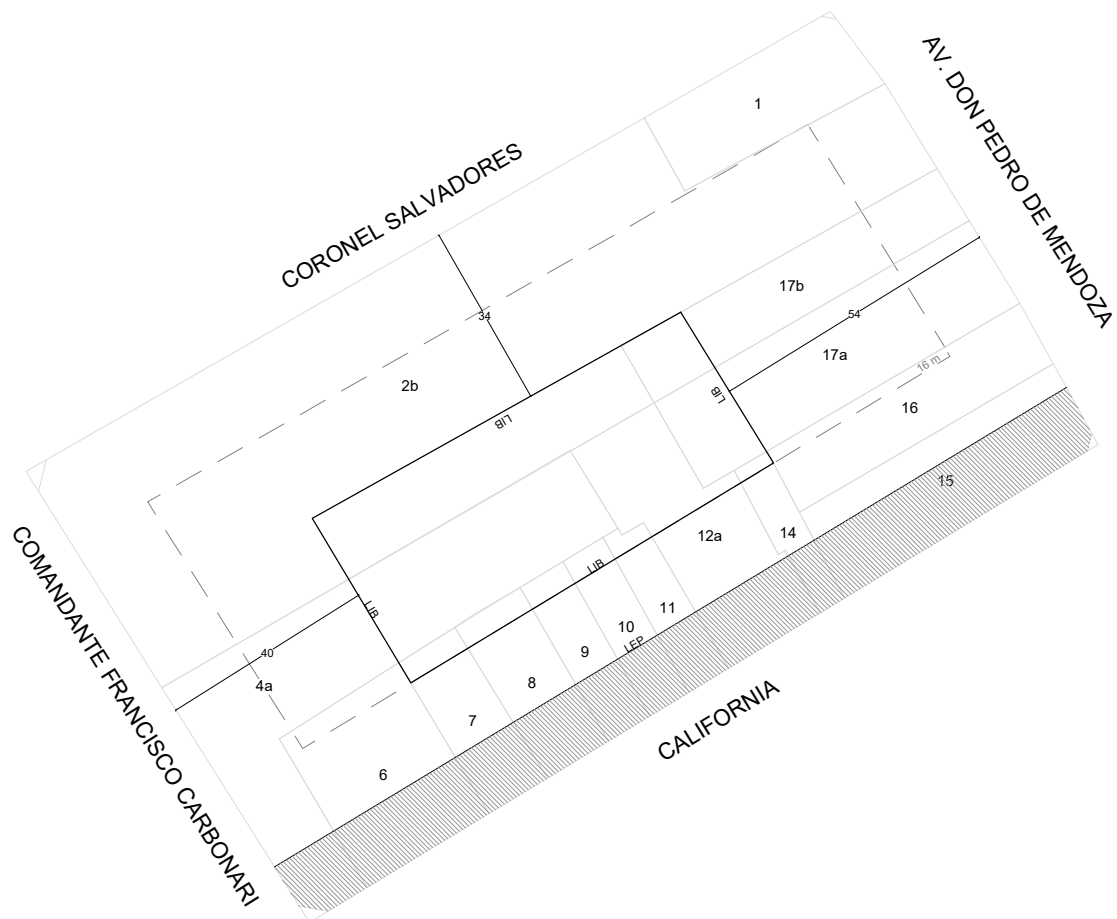 1
AV. DON PEDRO DE MENDOZA
CORONEL SALVADORES
17b
34
54
17a
2b
16 m
LIB
LIB
16
15
12a
14
LIB
LIB
11
10
LEP
9
40
4a
8
7
CALIFORNIA
6
COMANDANTE FRANCISCO CARBONARI